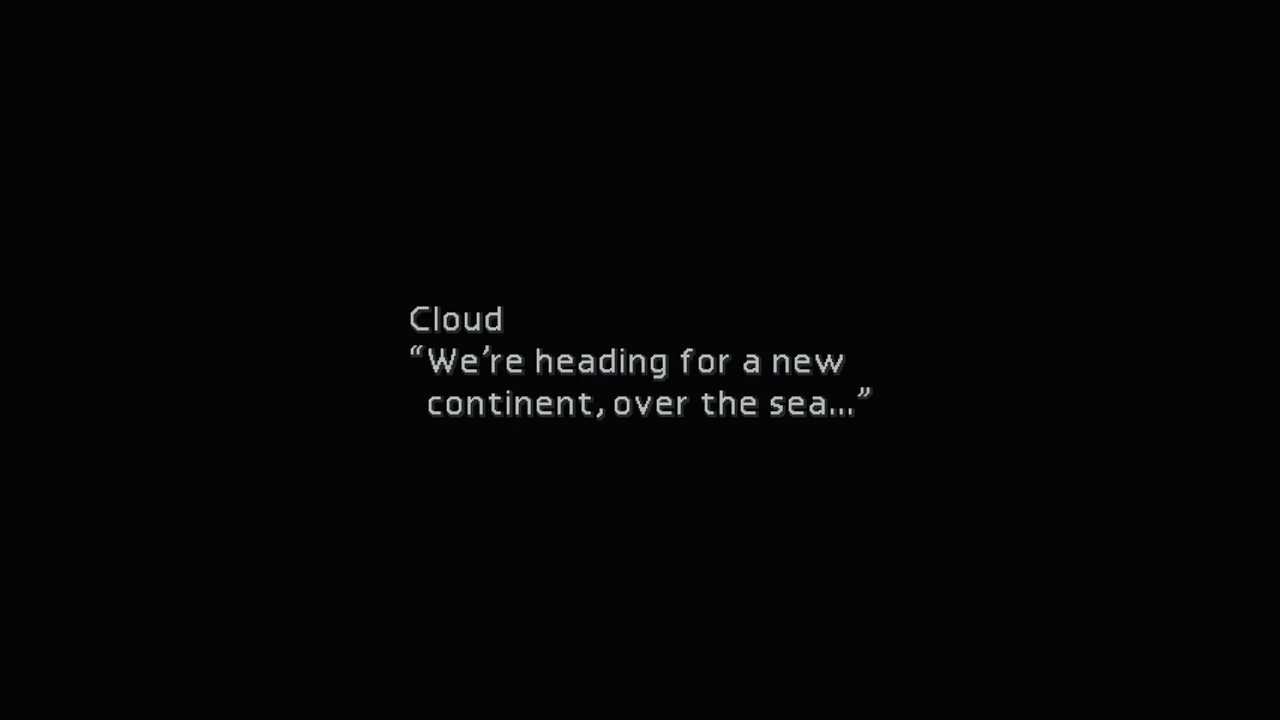 Cloud
“We’re heading for a new
continent, over the sea...”